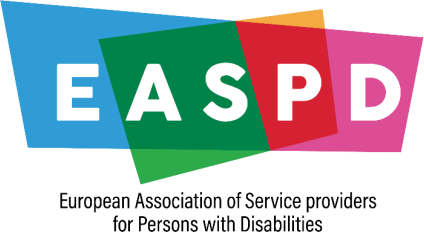 EASPD
European Association of Service providers
for Persons with Disabilities